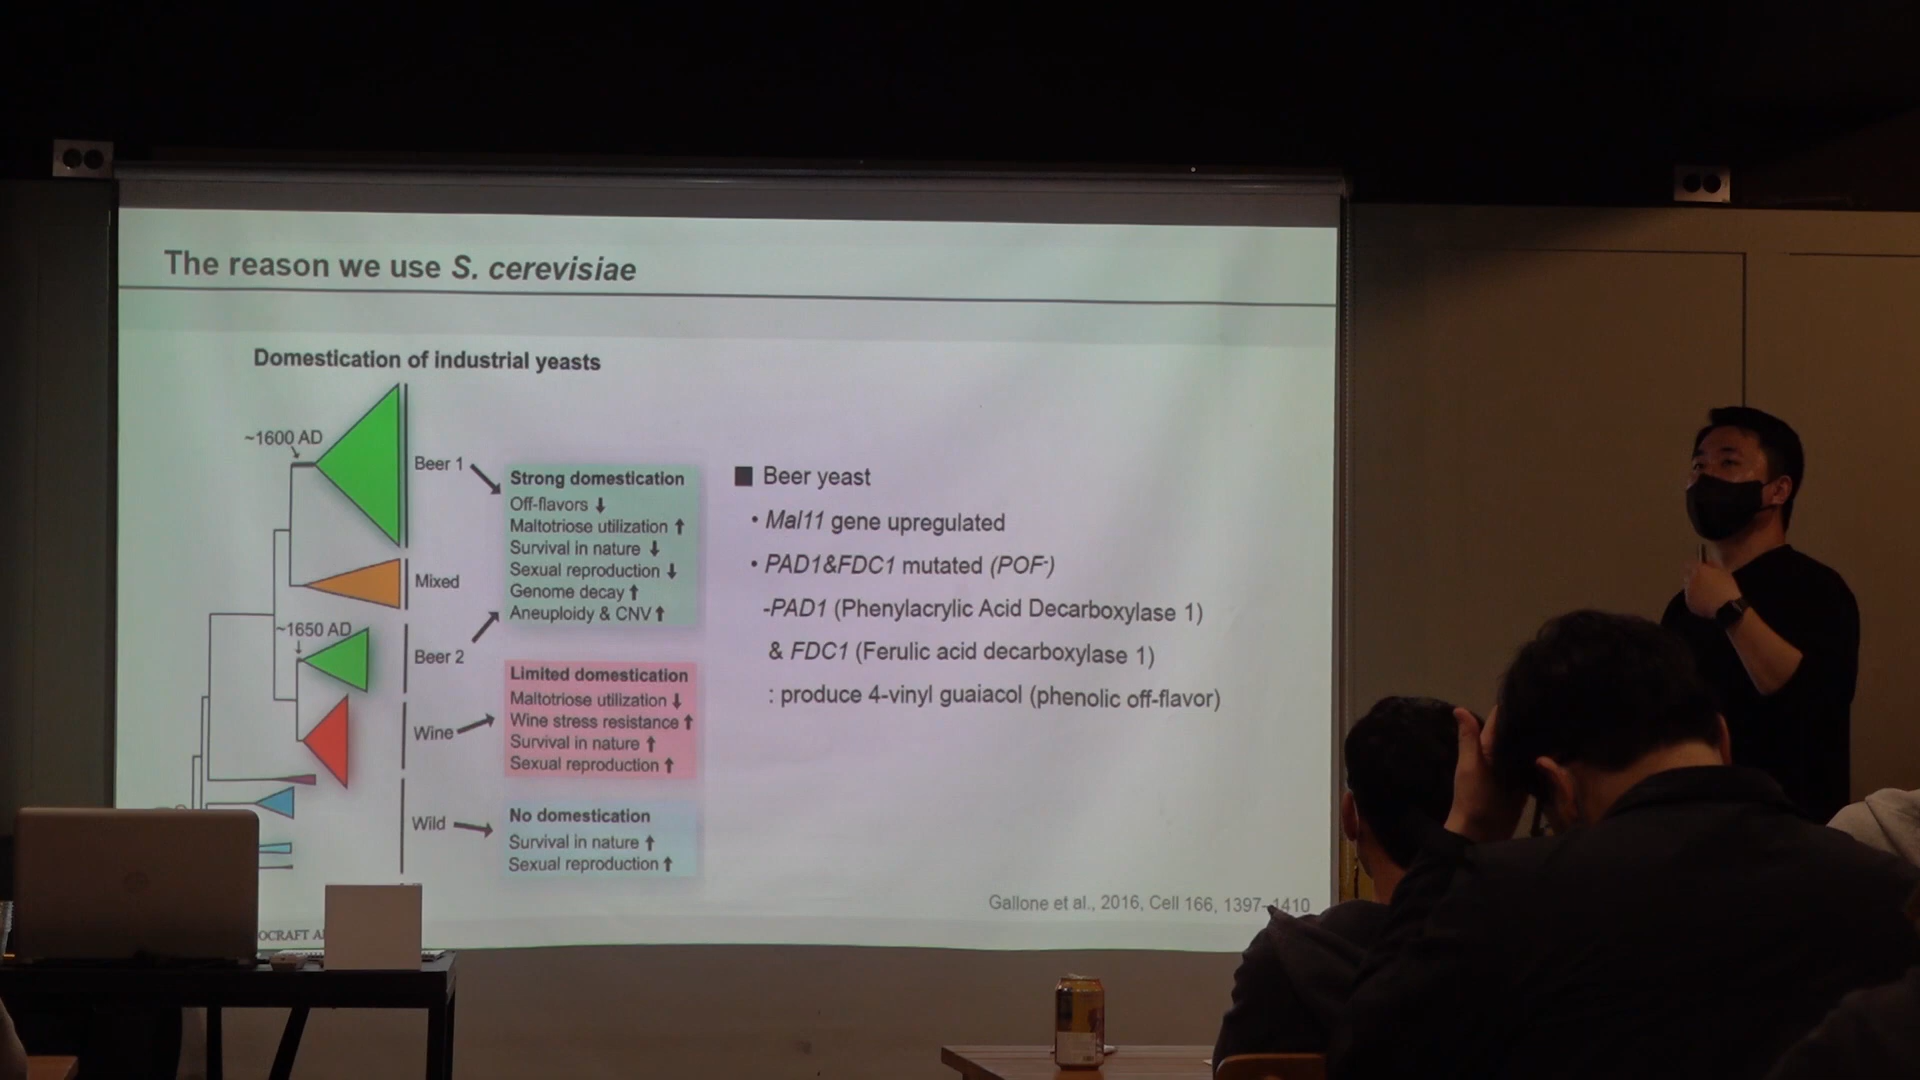 The reason we use S. cerevisiae
Domestication of industrial yeasts
~1600 AD
Beer 1
Mixed
~1650 AD
Beer 2
Wine
Wild
Strong domestication
Off-flavors ↓
Maltotriose utilization ↑
Survival in nature ↓
Sexual reproduction ↓
Genome decay ↑
Aneuploidy & CNV ↑
Limited domestication
Maltotriose utilization ↓
Wine stress resistance ↑
Survival in nature ↑
Sexual reproduction ↑
No domestication
Survival in nature ↑
Sexual reproduction ↑
■ Beer yeast
• Mal11 gene upregulated
• PAD1&FDC1 mutated (POF-)
-PAD1 (Phenylacrylic Acid Decarboxylase 1)
& FDC1 (Ferulic acid decarboxylase 1)
: produce 4-vinyl guaiacol (phenolic off-flavor)
Gallone et al., 2016, Cell 166, 1397–1410